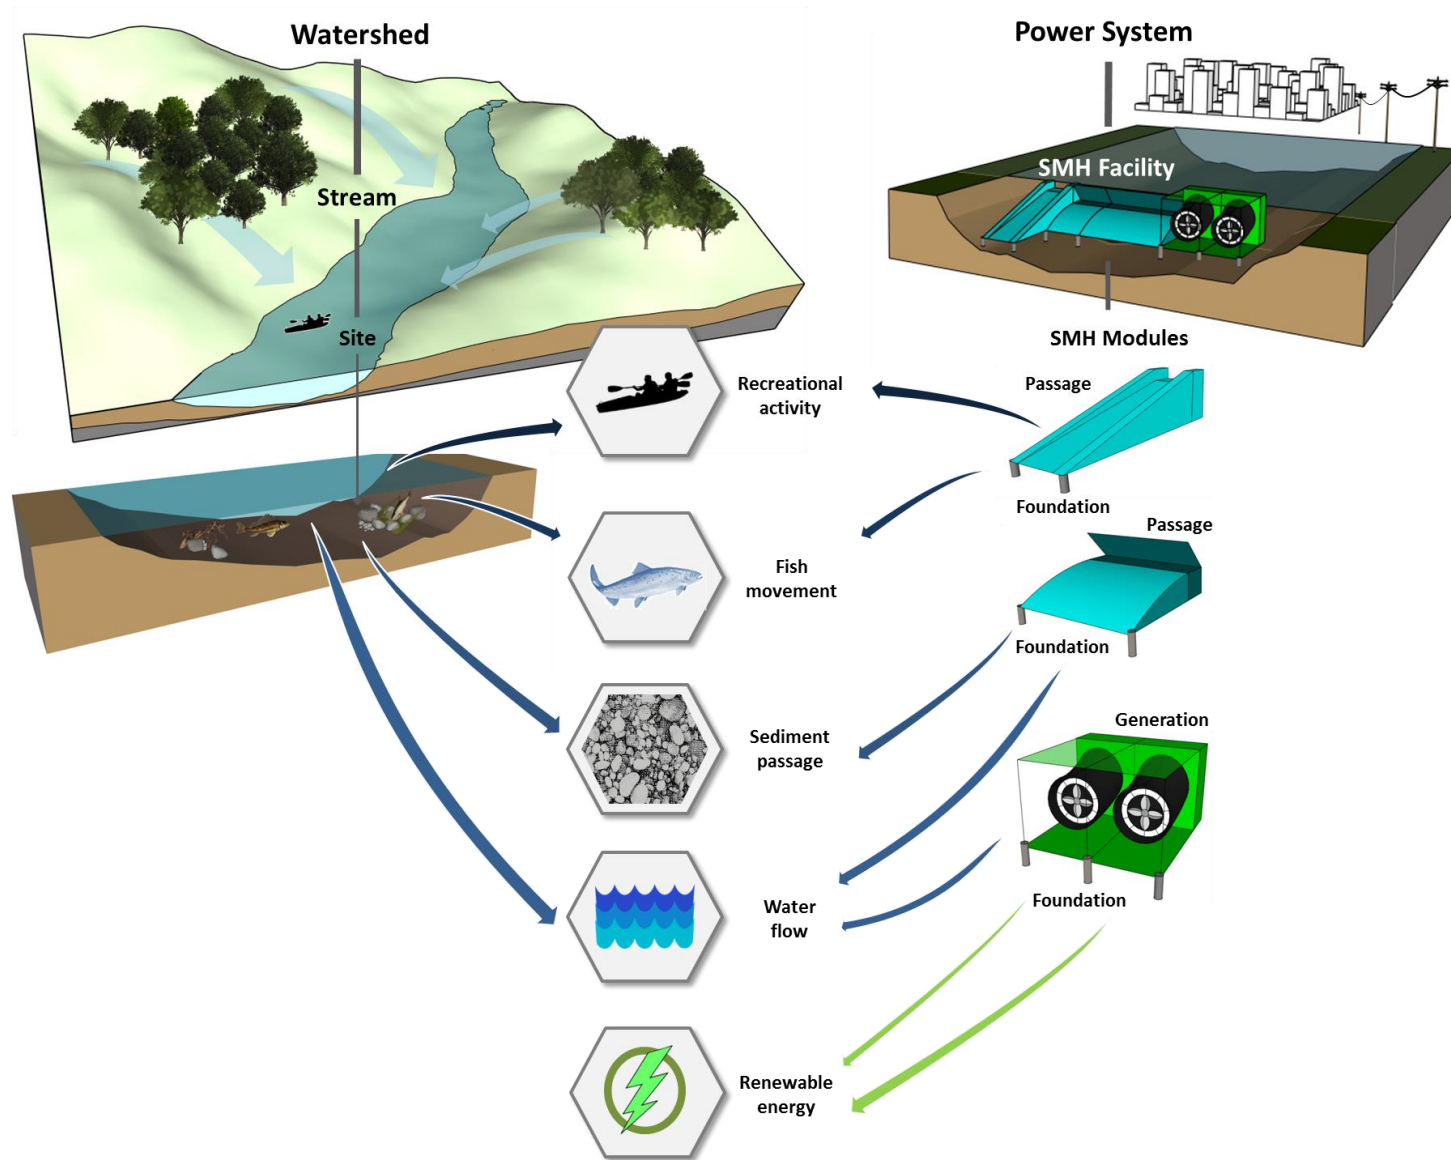 Watershed
Stream
Site
Power System
SMH Facility
SMH Modules
Recreational
activity
Passage
Foundation
Fish
movement
Passage
Foundation
Sediment
passage
Generation
Foundation
Water
flow
Renewable
energy